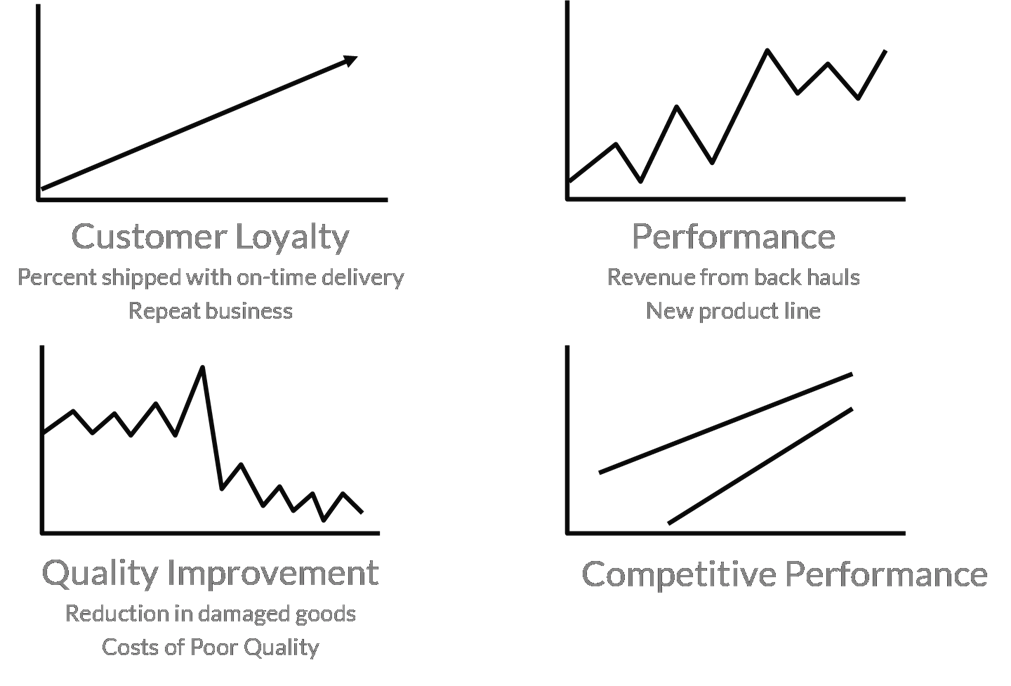 Customer Loyalty
Percent shipped with on-time delivery
Repeat business
Performance
Revenue from back hauls
New product line
Quality Improvement
Reduction in damaged goods
Costs of Poor Quality
Competitive Performance